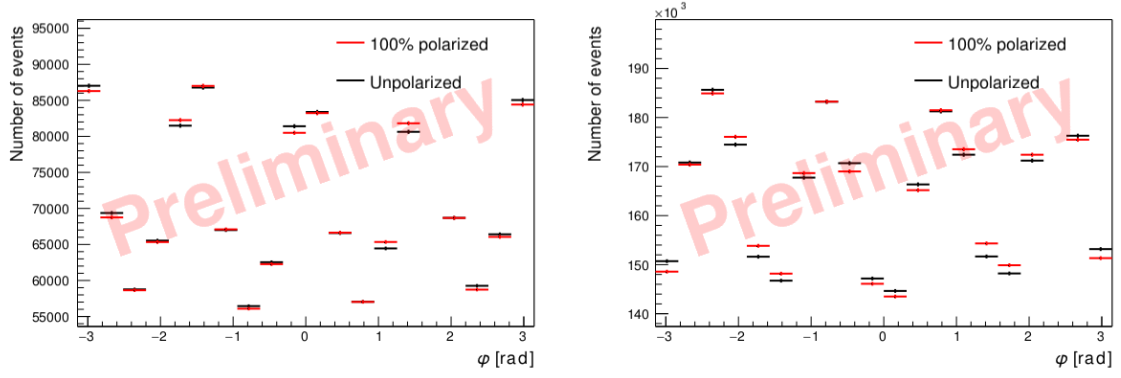 Number of events
95000
90000
85000
80000
75000
70000
65000
60000
55000
100% polarized
Unpolarized
Preliminary
−3 −2 −1 0 1 2 3
φ [rad]
×10³
Number of events
190
180
170
160
150
140
100% polarized
Unpolarized
Preliminary
−3 −2 −1 0 1 2 3
φ [rad]